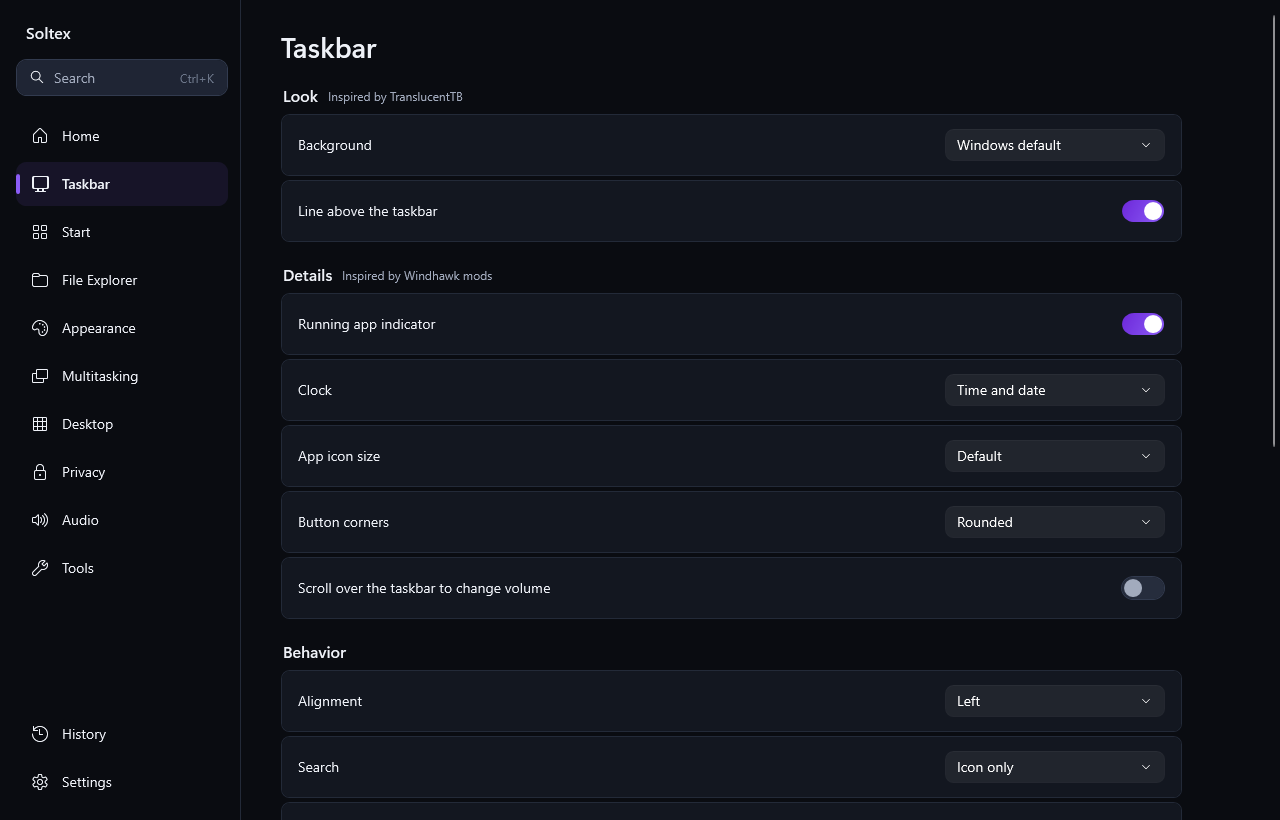 Soltex
Search Ctrl+K
Home
Taskbar
Start
File Explorer
Appearance
Multitasking
Desktop
Privacy
Audio
Tools
History
Settings
Taskbar
Look Inspired by TranslucentTB
Background Windows default
Line above the taskbar
Details Inspired by Windhawk mods
Running app indicator
Clock Time and date
App icon size Default
Button corners Rounded
Scroll over the taskbar to change volume
Behavior
Alignment Left
Search Icon only